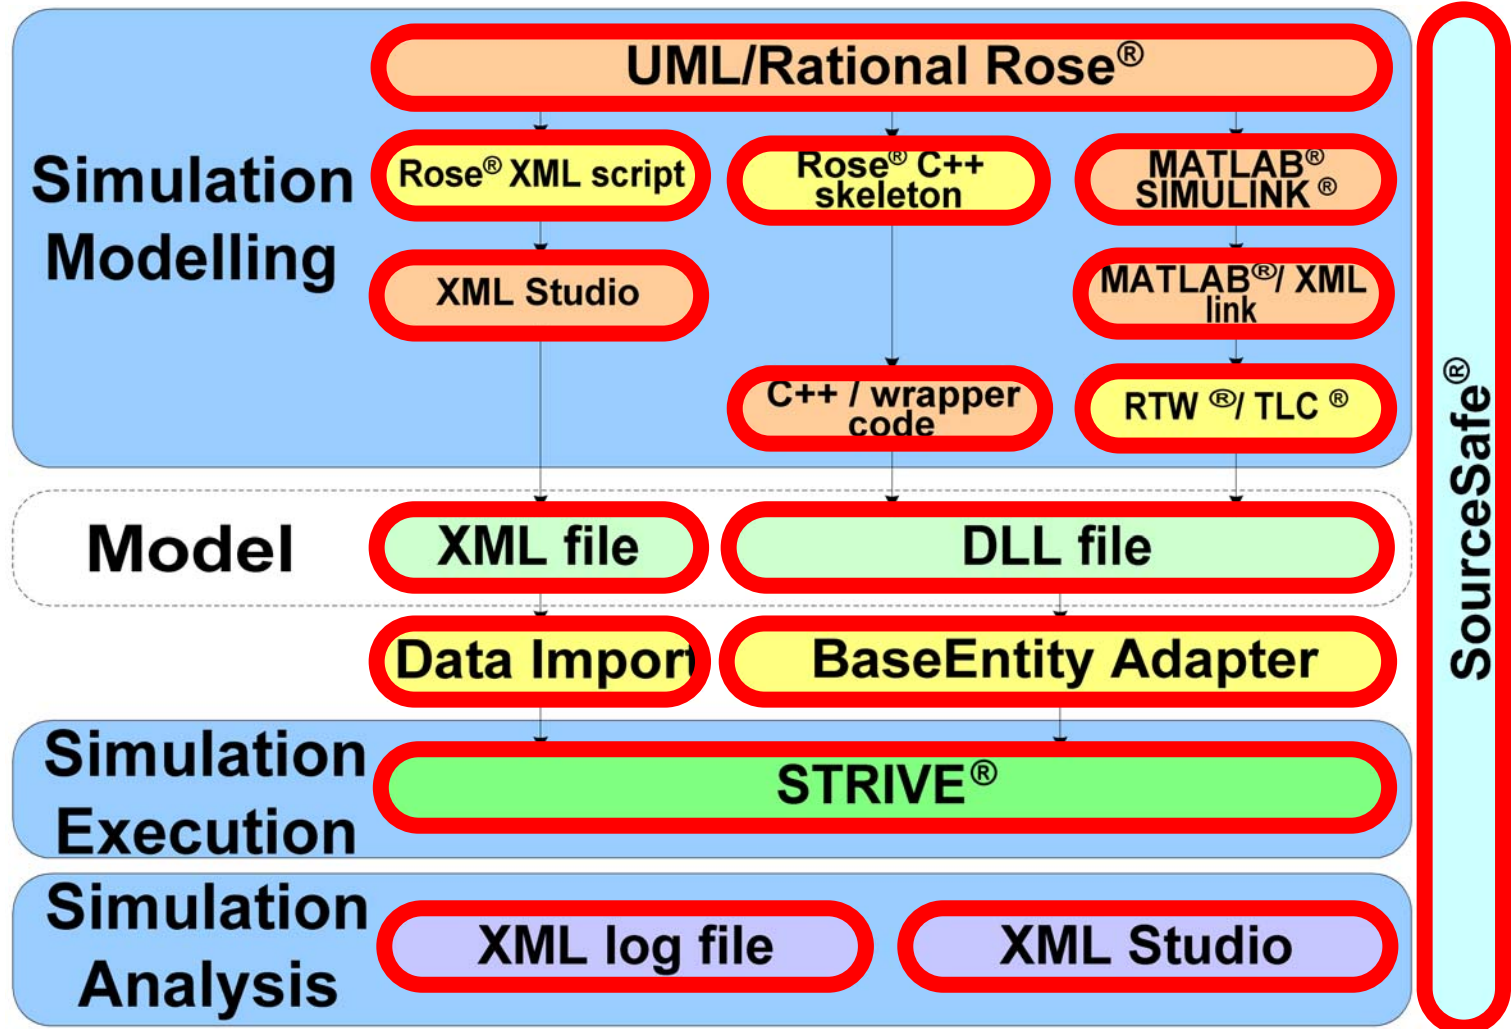 UML/Rational Rose®
Simulation
Modelling
Rose® XML script
Rose® C++
skeleton
MATLAB®
SIMULINK ®
XML Studio
MATLAB®/ XML
link
C++ / wrapper
code
RTW ®/ TLC ®
Model
XML file
DLL file
Data Import
BaseEntity Adapter
Simulation
Execution
STRIVE®
Simulation
Analysis
XML log file
XML Studio
SourceSafe®